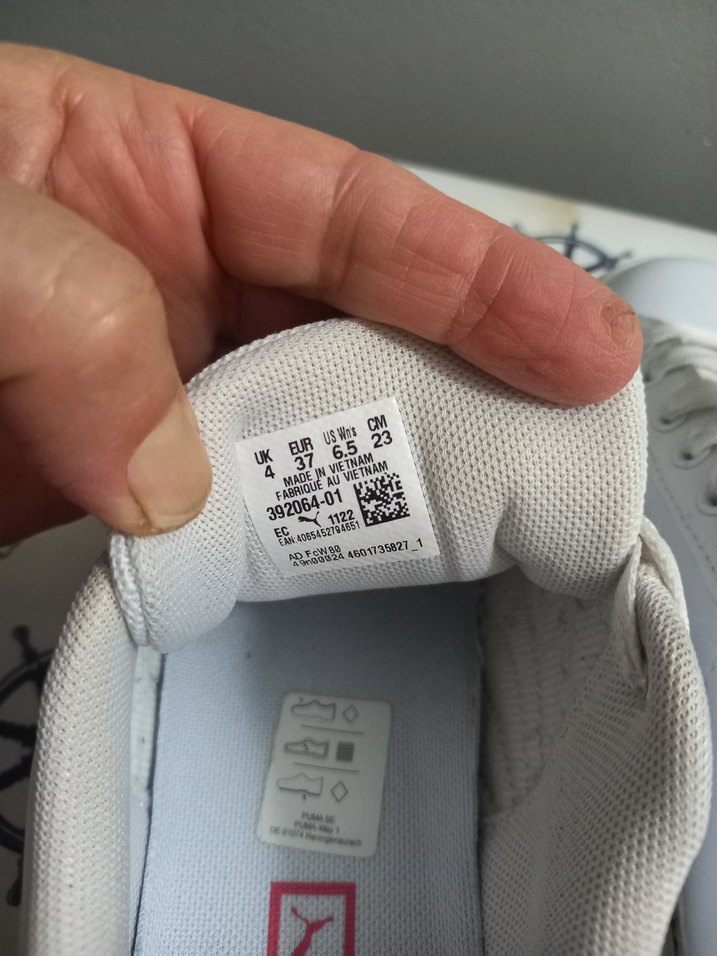 UK EUR US Wn's CM
4 37 6.5 23
MADE IN VIETNAM
FABRIQUE AU VIETNAM
392064-01
EC 1122
EAN:4065452794651
AD FcW80
49n00024 4601735827_1
PUMA SE
PUMA Way 1
DE-91074 Herzogenaurach